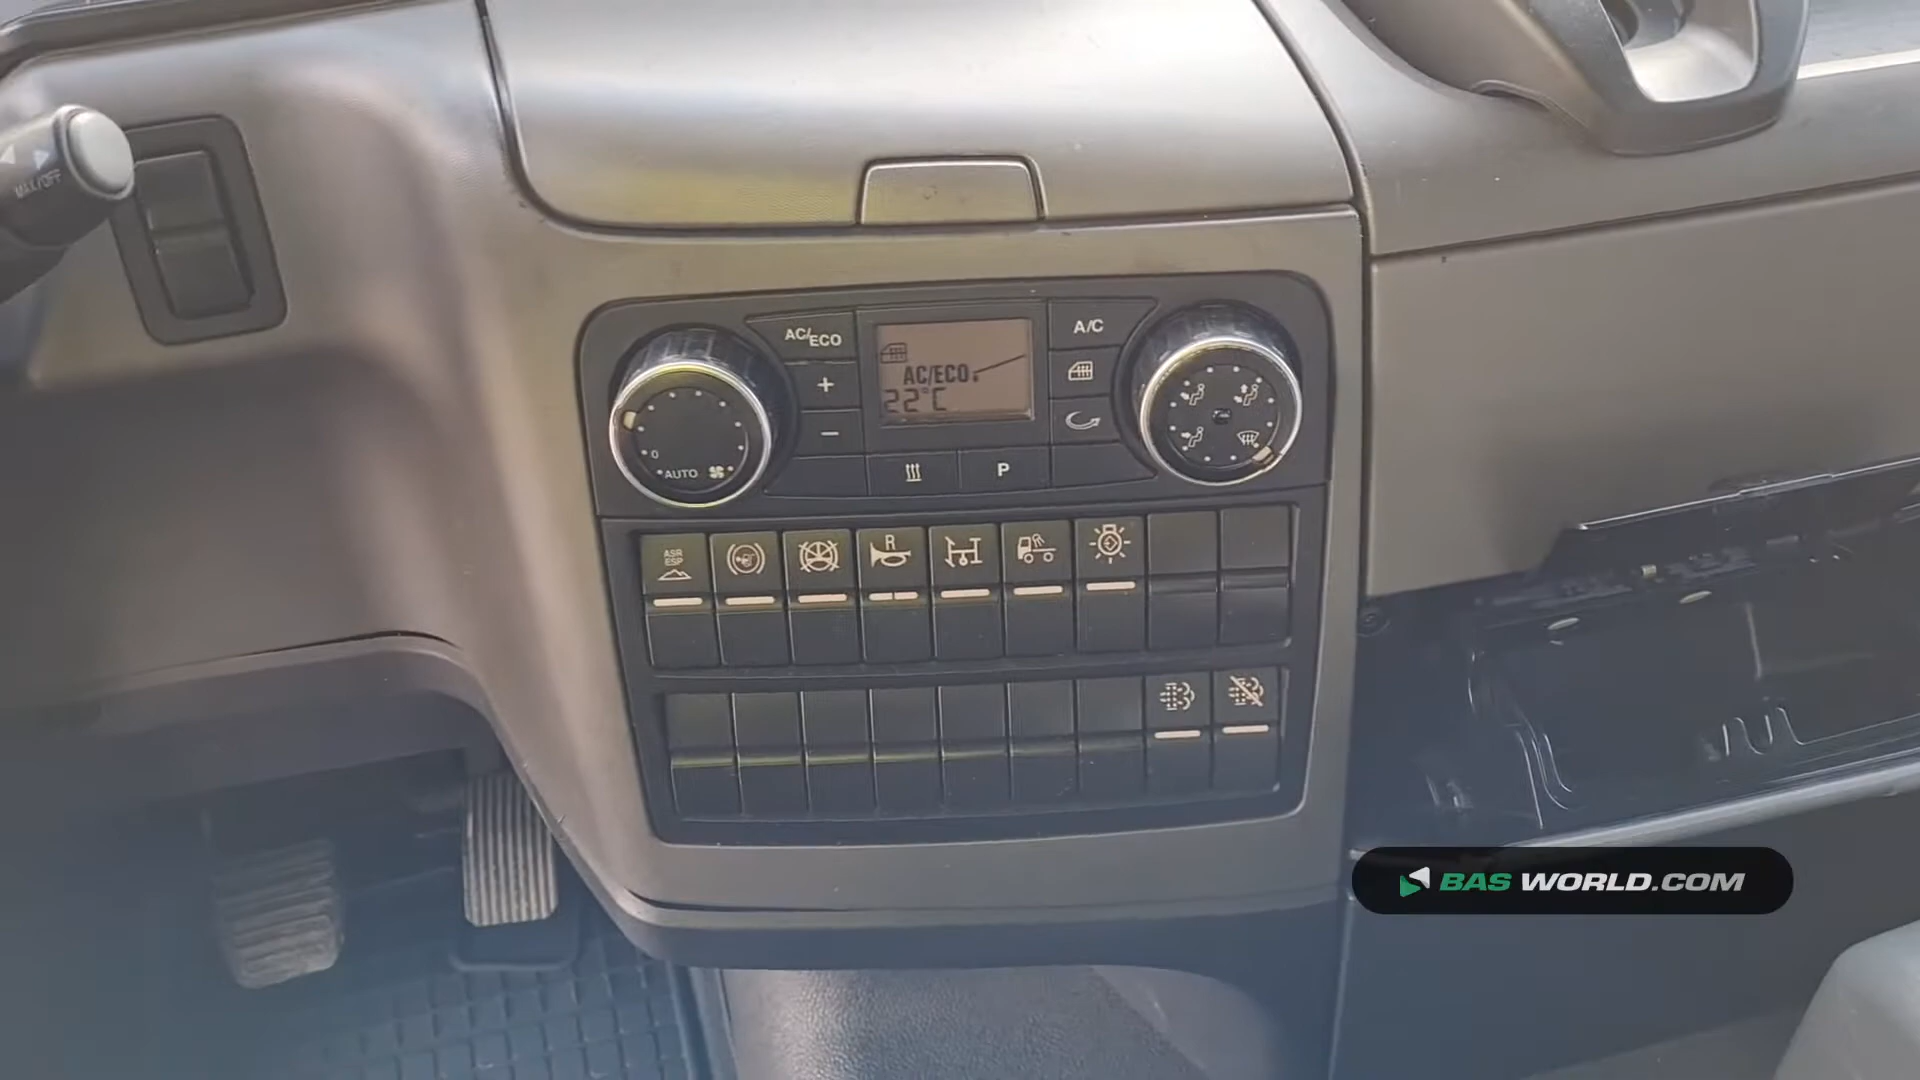 MAX/OFF
AC/ECO
A/C
+
AC/ECO
22°C
-
0
AUTO
P
ASR
ESP
R
BAS WORLD.COM